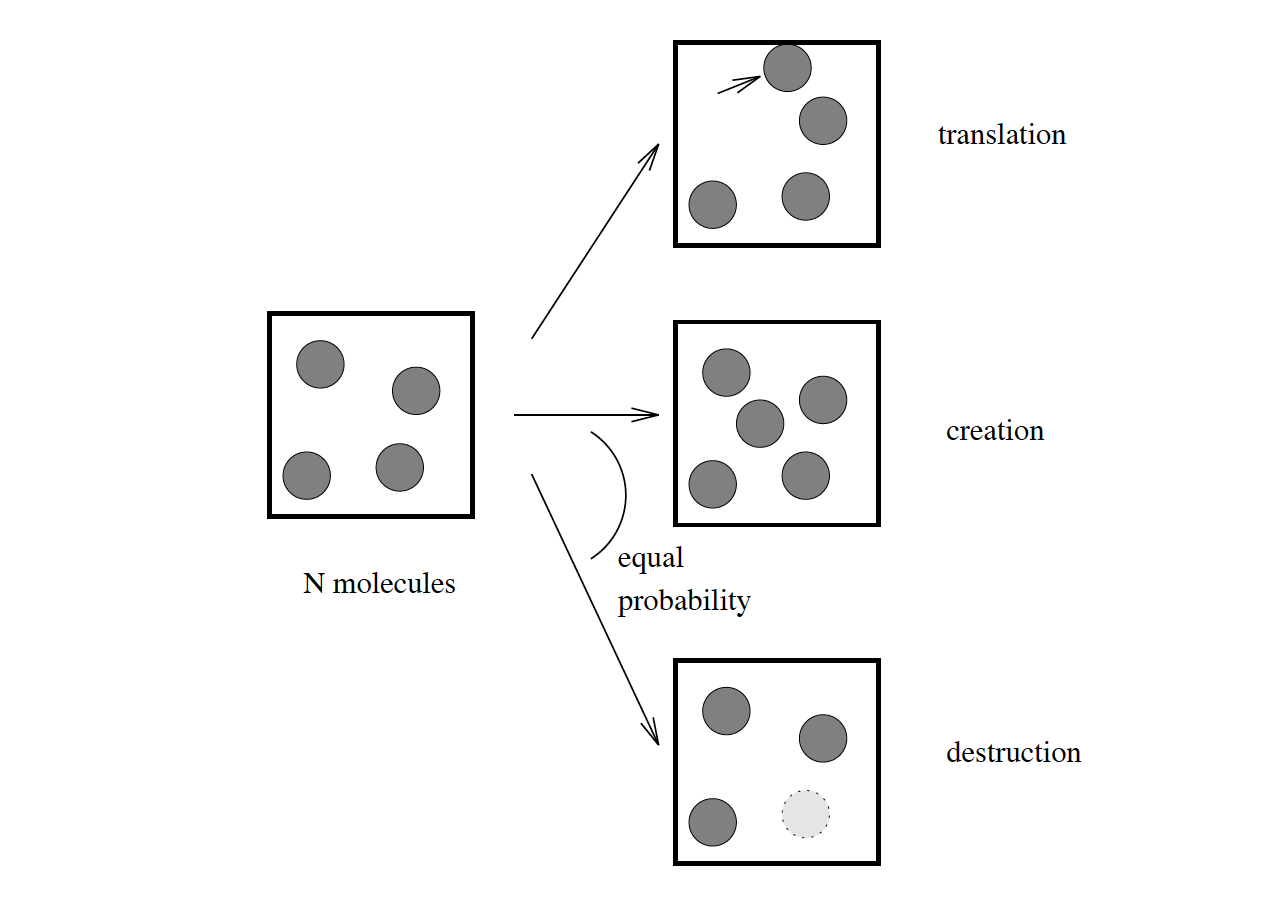 translation
creation
equal
probability
N molecules
destruction